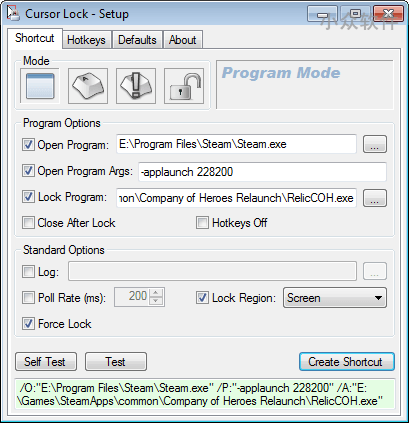 Cursor Lock - Setup
小众软件
Shortcut Hotkeys Defaults About
Mode
Program Mode
Program Options
Open Program: E:\Program Files\Steam\Steam.exe ...
Open Program Args: -applaunch 228200
Lock Program: non\Company of Heroes Relaunch\RelicCOH.exe ...
Close After Lock Hotkeys Off
Standard Options
Log: ...
Poll Rate (ms): 200 Lock Region: Screen
Force Lock
Self Test Test Create Shortcut
/O:"E:\Program Files\Steam\Steam.exe" /P:"-applaunch 228200" /A:"E:
\Games\SteamApps\common\Company of Heroes Relaunch\RelicCOH.exe"